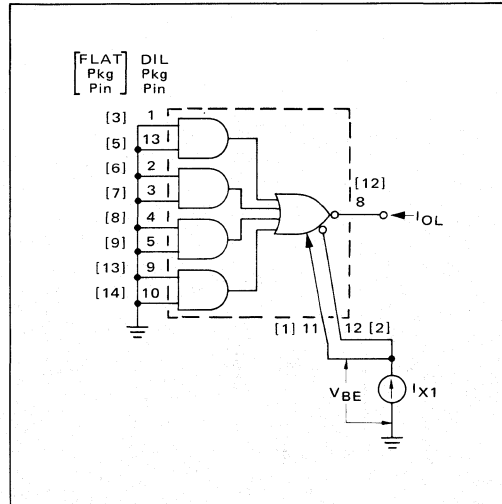 [FLAT Pkg Pin] DIL Pkg Pin
[3] 1
[5] 13
[6] 2
[7] 3
[8] 4
[9] 5
[13] 9
[14] 10
[12]
8
IOL
[1] 11 12 [2]
VBE
IX1